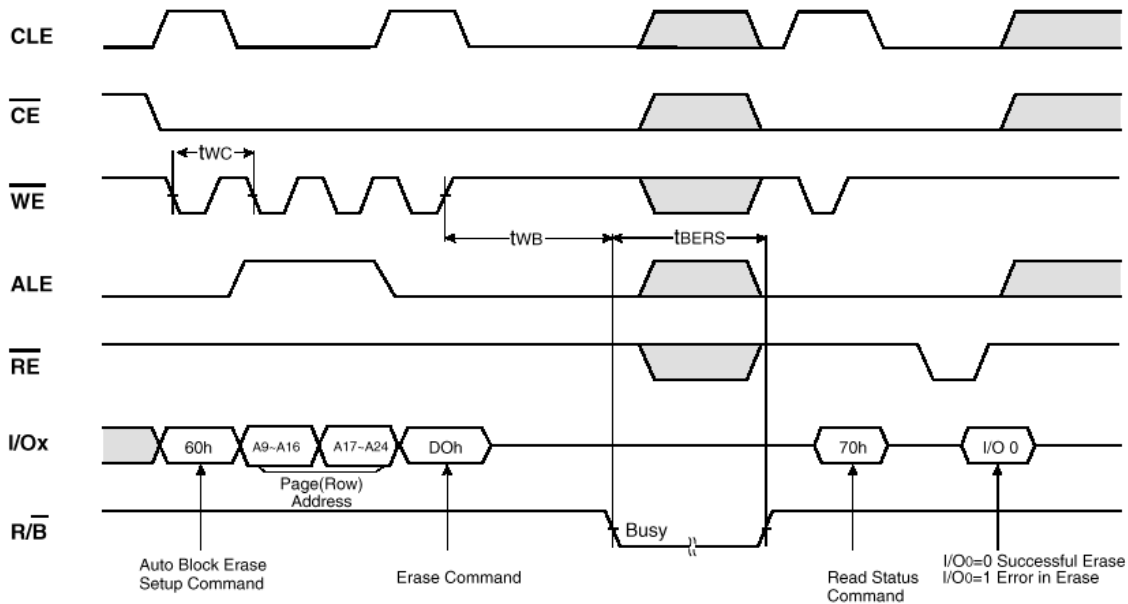 CLE
CE
tWC
WE
tWB
tBERS
ALE
RE
I/Ox
60h
A9~A16
A17~A24
DOh
70h
I/O 0
Page(Row)
Address
R/B
Busy
Auto Block Erase
Setup Command
Erase Command
Read Status
Command
I/O0=0 Successful Erase
I/O0=1 Error in Erase